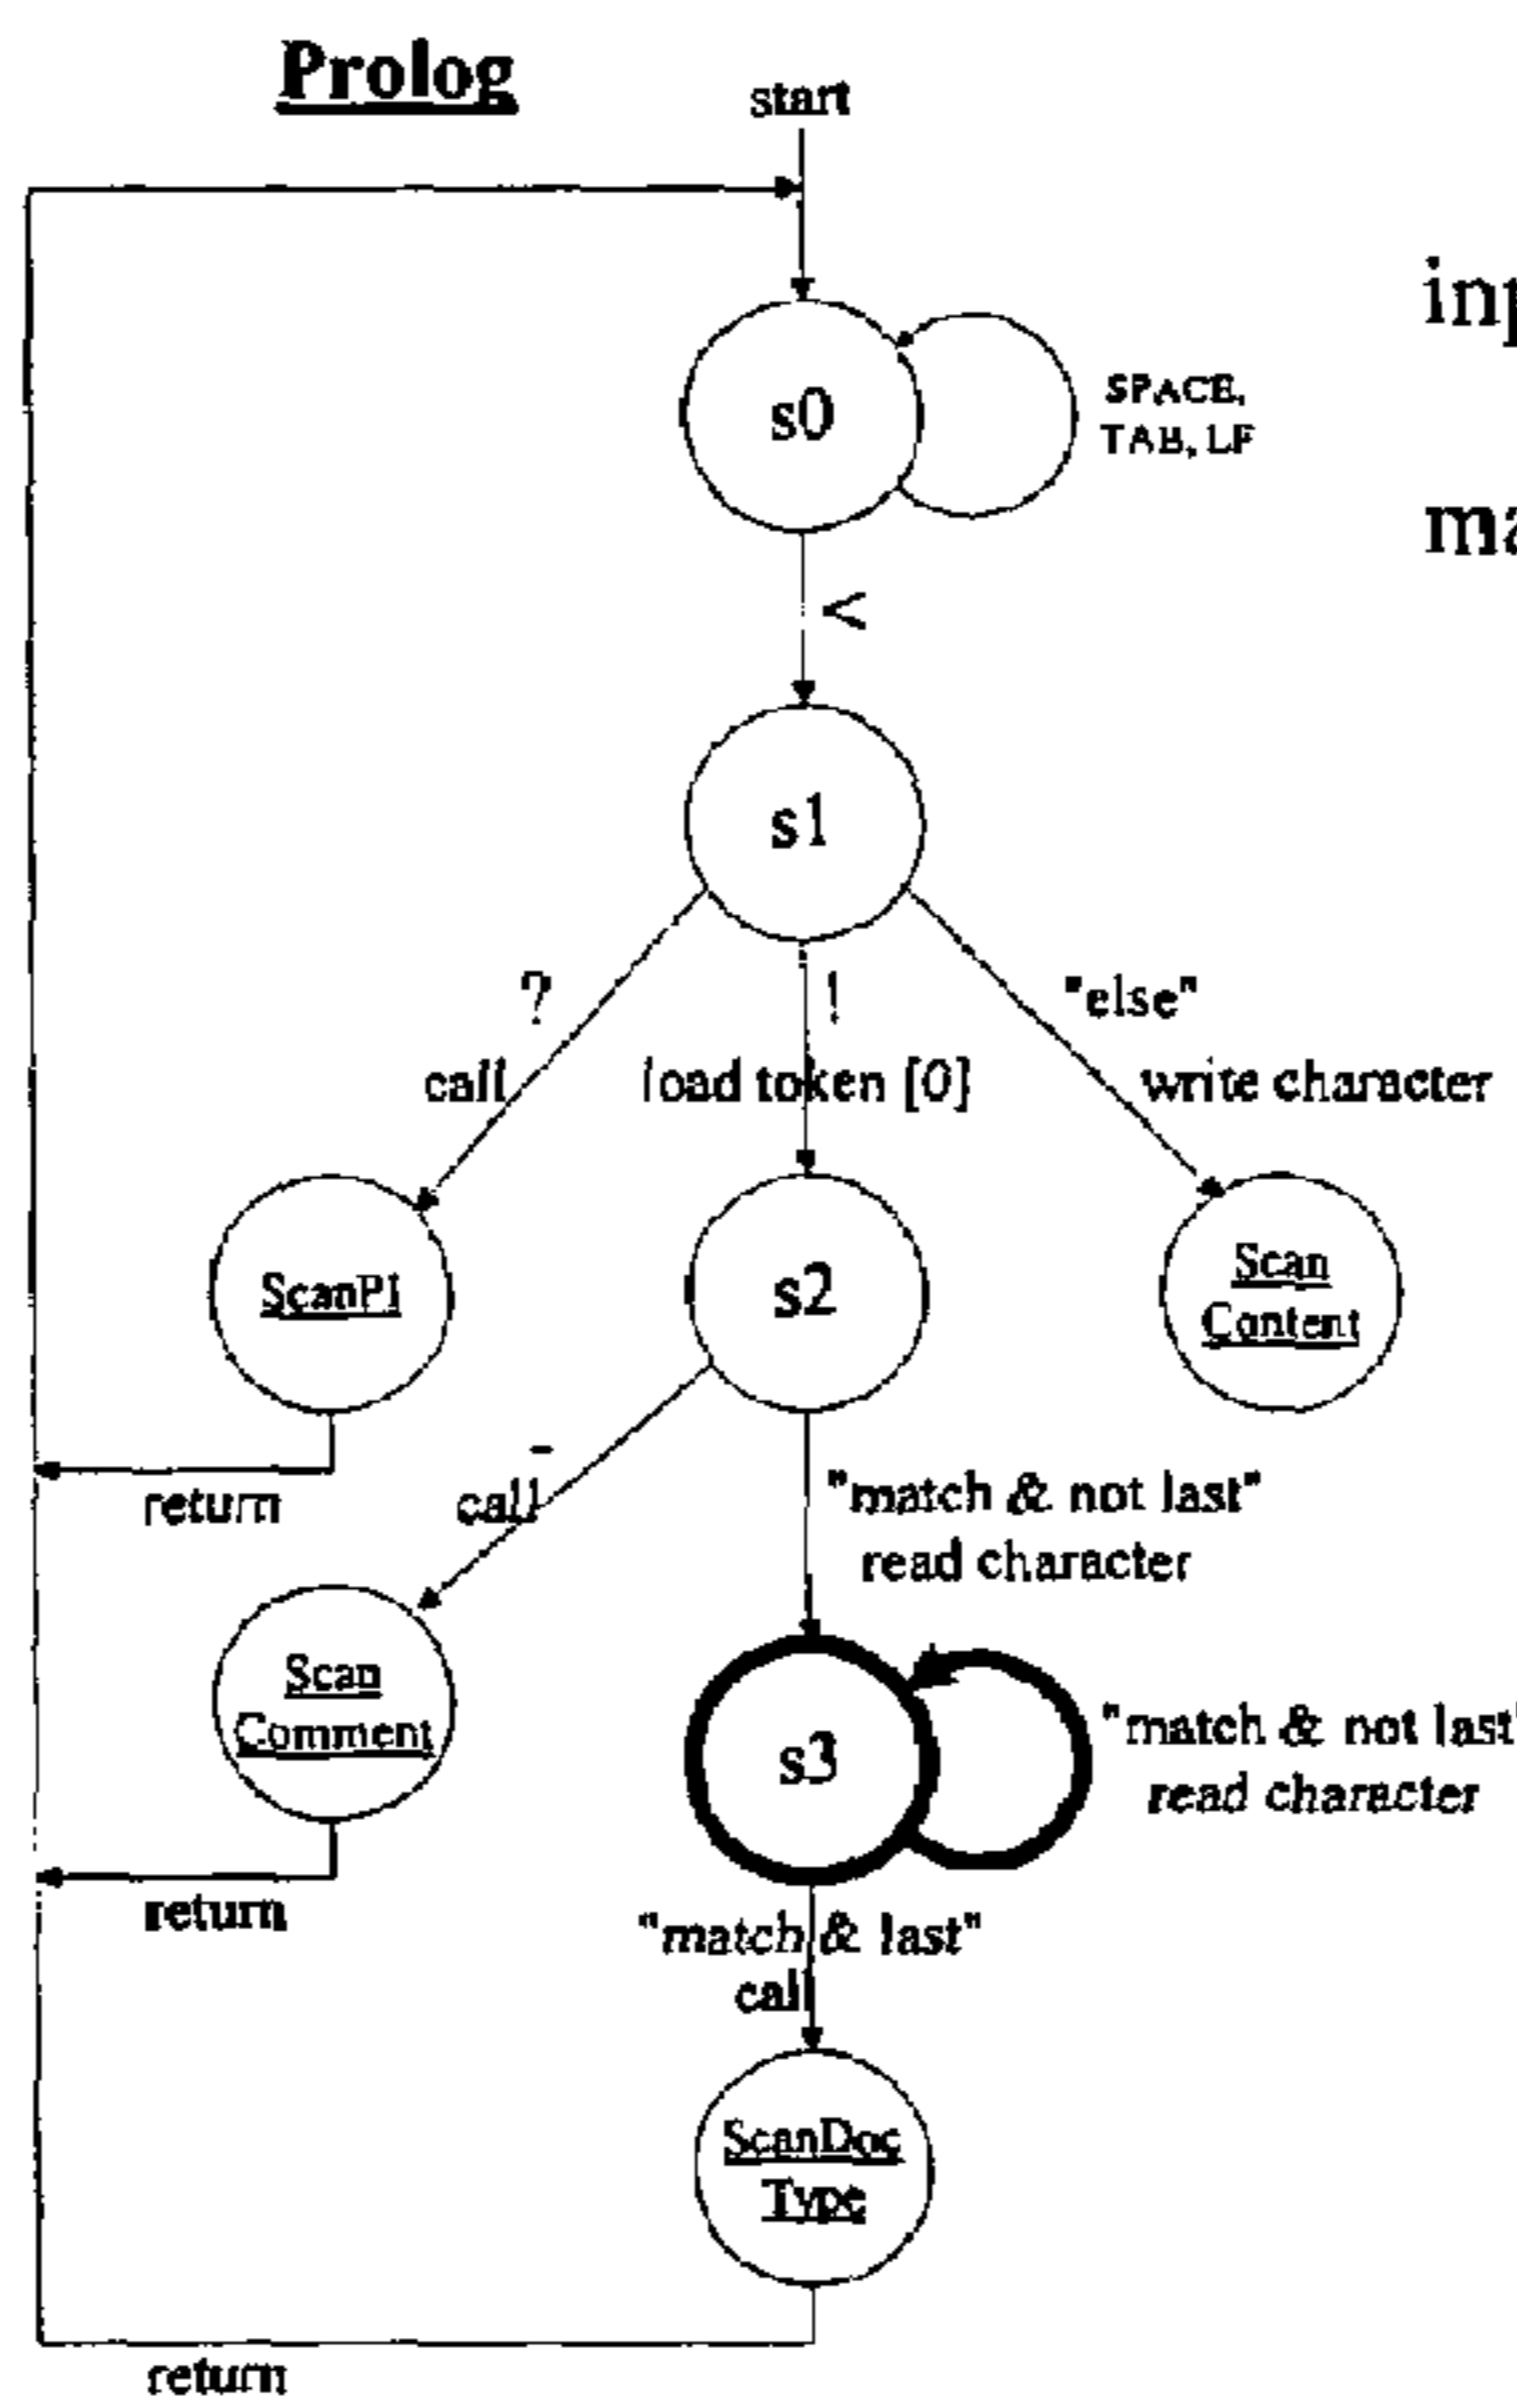 Prolog
start
s0
SPACE,
TAB, LF
<
s1
?
call
!
load token [0]
"else"
write character
ScanPI
s2
Scan
Content
return
-
call
"match & not last"
read character
Scan
Comment
s3
"match & not last"
read character
return
"match & last"
call
ScanDoc
Type
return